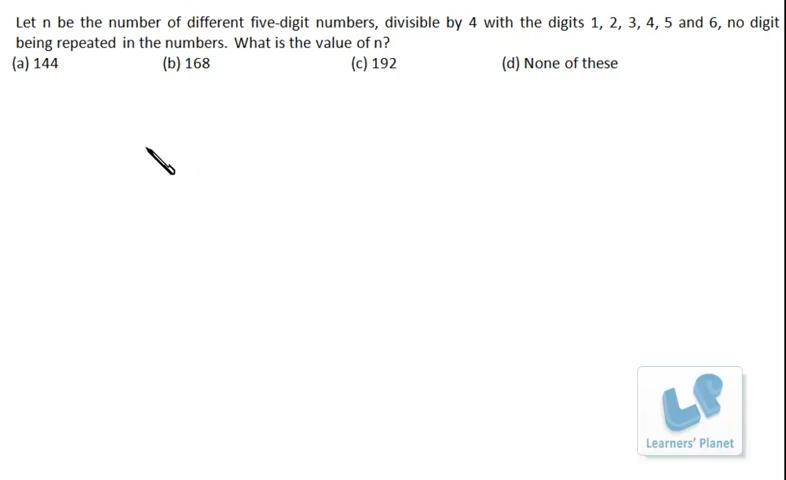 Let n be the number of different five-digit numbers, divisible by 4 with the digits 1, 2, 3, 4, 5 and 6, no digit
being repeated in the numbers. What is the value of n?
(a) 144 (b) 168 (c) 192 (d) None of these
LP
Learners' Planet